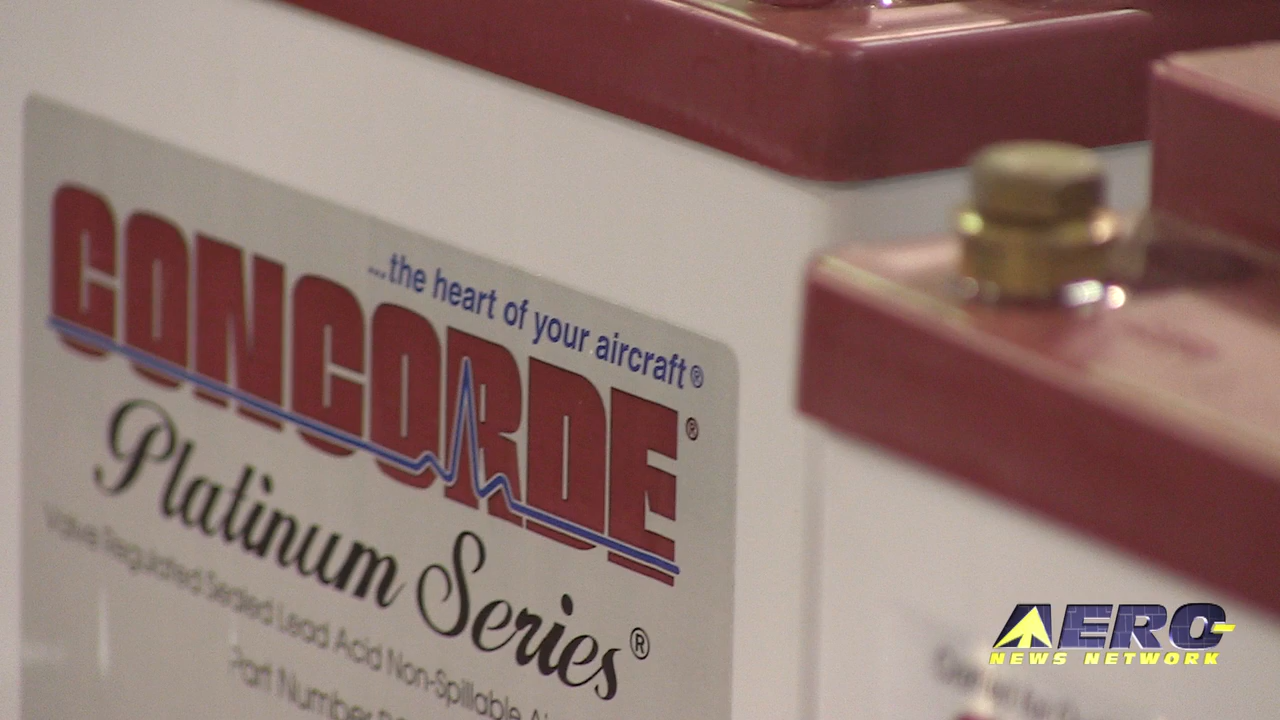 ...the heart of your aircraft®
CONCORDE®
Platinum Series®
Valve Regulated Sealed Lead Acid Non-Spillable
Part Number
AERO-
NEWS NETWORK